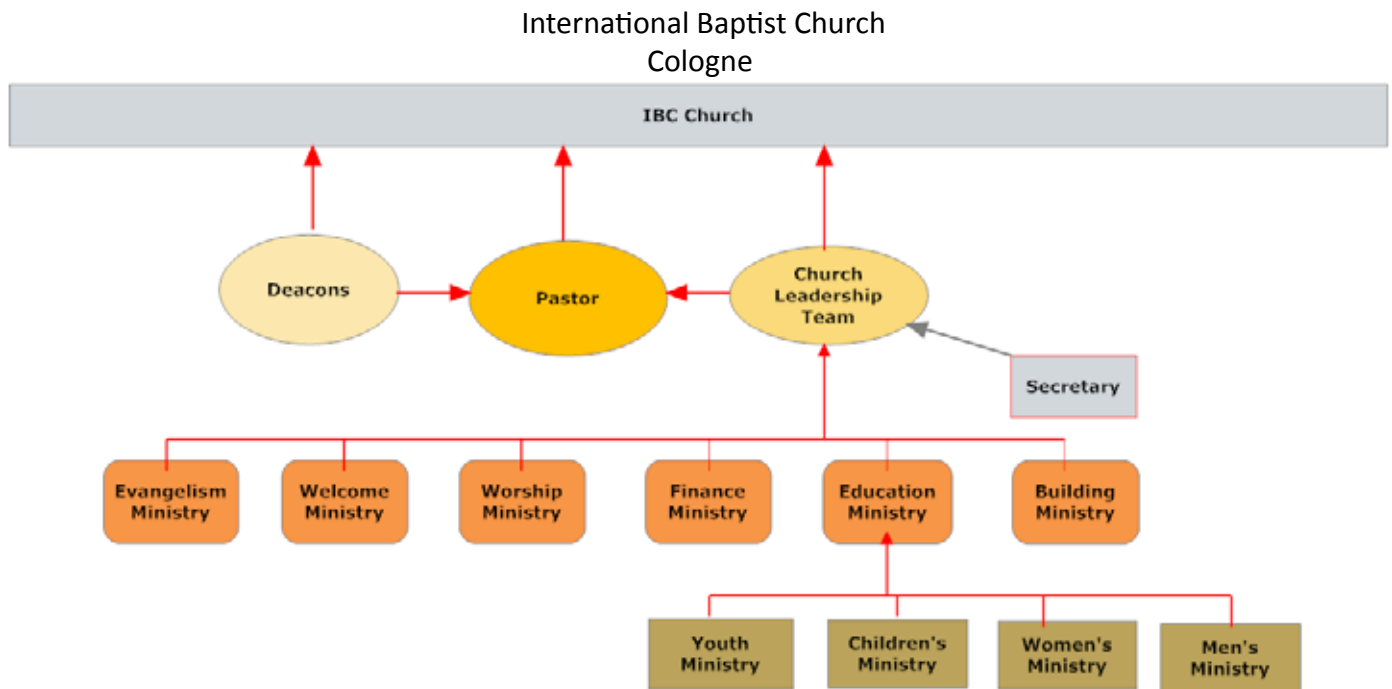 International Baptist Church
Cologne
IBC Church
Deacons
Pastor
Church
Leadership
Team
Secretary
Evangelism
Ministry
Welcome
Ministry
Worship
Ministry
Finance
Ministry
Education
Ministry
Building
Ministry
Youth
Ministry
Children's
Ministry
Women's
Ministry
Men's
Ministry